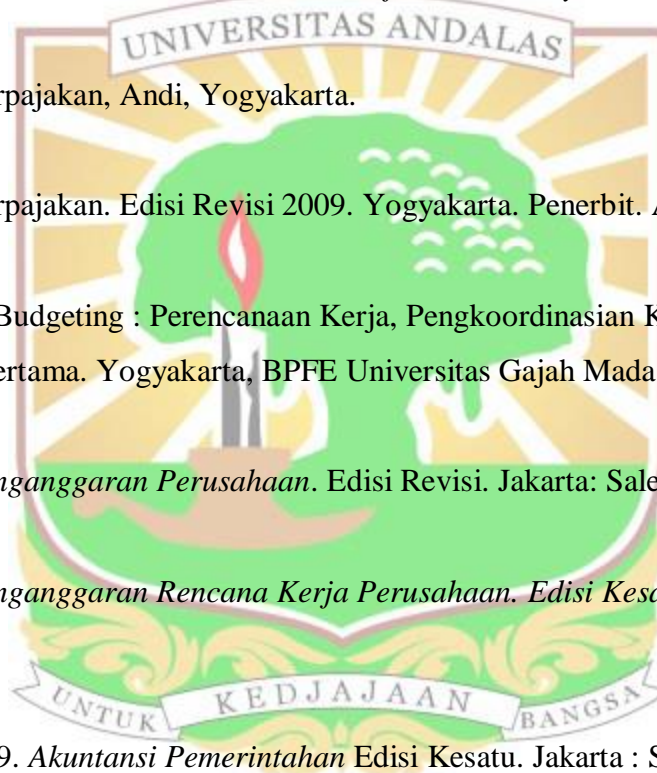 UNIVERSITAS ANDALAS
rpajakan, Andi, Yogyakarta.
rpajakan. Edisi Revisi 2009. Yogyakarta. Penerbit. A
Budgeting : Perencanaan Kerja, Pengkoordinasian K
ertama. Yogyakarta, BPFE Universitas Gajah Mada
nganggaran Perusahaan. Edisi Revisi. Jakarta: Sale
nganggaran Rencana Kerja Perusahaan. Edisi Kesa
UNTUK KEDJAJAAN BANGSA
9. Akuntansi Pemerintahan Edisi Kesatu. Jakarta : S